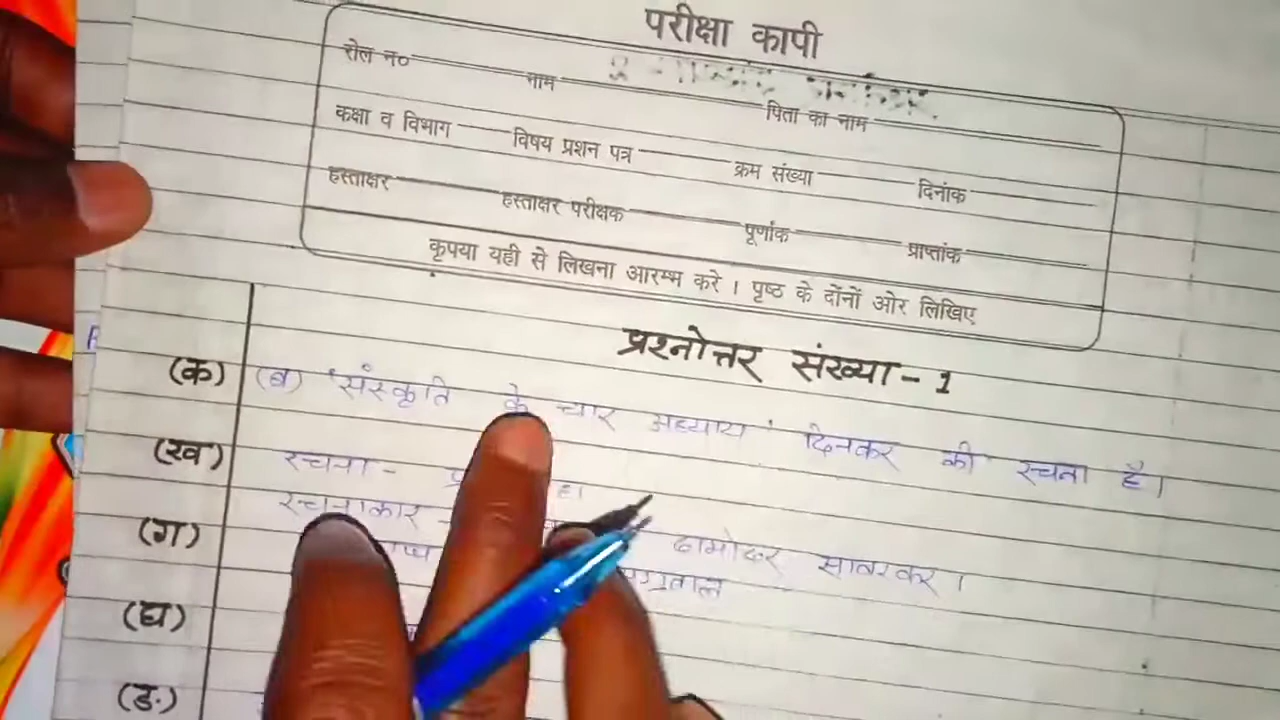 परीक्षा कापी
रोल न० नाम पिता का नाम
कक्षा व विभाग विषय प्रशन पत्र क्रम संख्या दिनांक
हस्ताक्षर हस्ताक्षर परीक्षक पूर्णांक प्राप्तांक
कृपया यही से लिखना आरम्भ करे । पृष्ठ के दोंनों ओर लिखिए
प्रश्नोत्तर संख्या - 1
(क) (ब) 'संस्कृति के चार अध्याय' दिनकर की रचना है।
(ख) रचना -
रचनाकार - दामोदर सावरकर ।
(ग)
(घ)
(ङ)